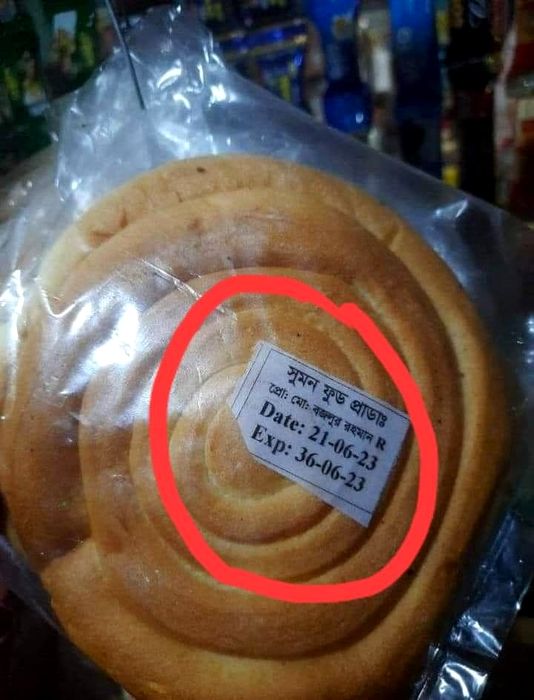 সুমন ফুড প্রাডাঃ
প্রোঃ মোঃ বজলুর রহমান R
Date: 21-06-23
Exp: 36-06-23